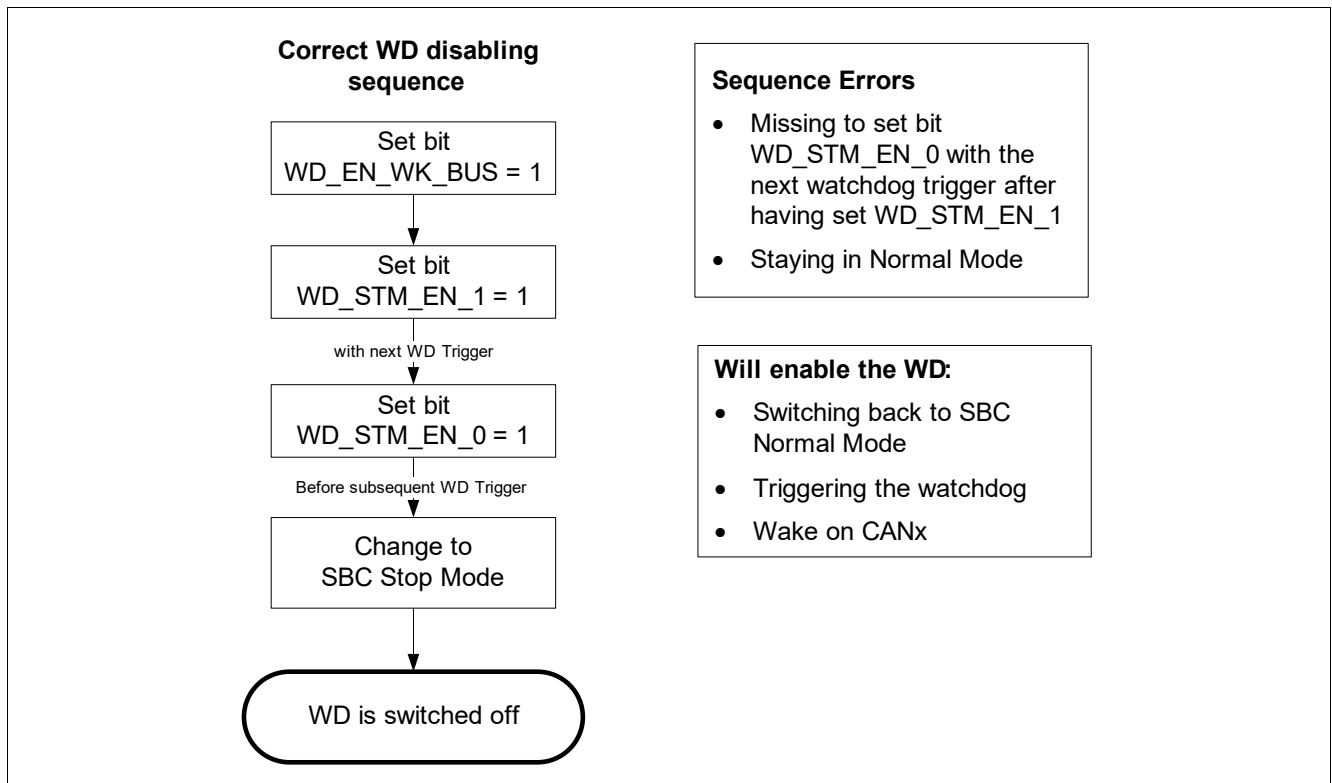 Correct WD disabling
sequence
Set bit
WD_EN_WK_BUS = 1
Set bit
WD_STM_EN_1 = 1
with next WD Trigger
Set bit
WD_STM_EN_0 = 1
Before subsequent WD Trigger
Change to
SBC Stop Mode
WD is switched off
Sequence Errors
• Missing to set bit
WD_STM_EN_0 with the
next watchdog trigger after
having set WD_STM_EN_1
• Staying in Normal Mode
Will enable the WD:
• Switching back to SBC
Normal Mode
• Triggering the watchdog
• Wake on CANx